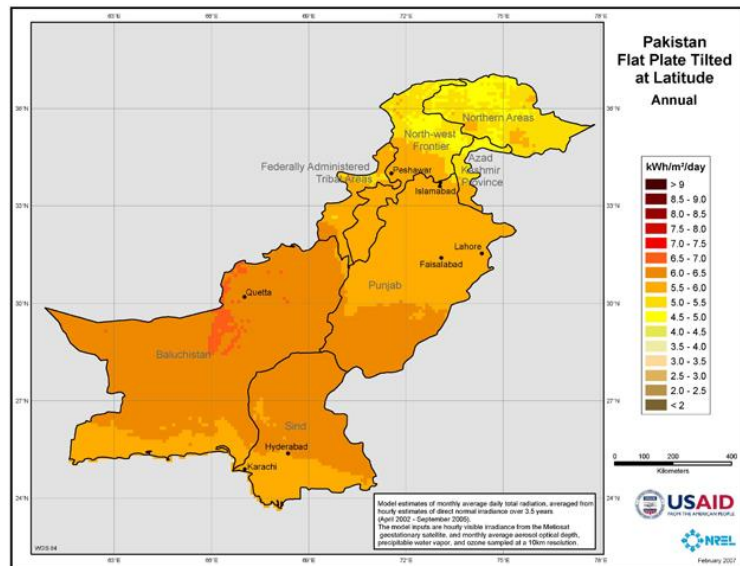 Pakistan
Flat Plate Tilted
at Latitude
Annual
63°E
66°E
69°E
72°E
75°E
78°E
36°N
33°N
30°N
27°N
24°N
Northern Areas
North-west
Frontier
Azad
Kashmir
Province
Federally Administered
Tribal Areas
Peshawar
Islamabad
Lahore
Faisalabad
Punjab
Quetta
Baluchistan
Sind
Hyderabad
Karachi
kWh/m²/day
> 9
8.5 - 9.0
8.0 - 8.5
7.5 - 8.0
7.0 - 7.5
6.5 - 7.0
6.0 - 6.5
5.5 - 6.0
5.0 - 5.5
4.5 - 5.0
4.0 - 4.5
3.5 - 4.0
3.0 - 3.5
2.5 - 3.0
2.0 - 2.5
< 2
0 100 200 400
Kilometers
Model estimates of monthly average daily total radiation, averaged from
hourly estimates of direct normal irradiance over 3.5 years
(April 2002 - September 2005).
The model inputs are hourly visible irradiance from the Meteosat
geostationary satellite, and monthly average aerosol optical depth,
precipitable water vapor, and ozone sampled at a 10km resolution.
WGS 84
USAID
FROM THE AMERICAN PEOPLE
NREL
February 2007